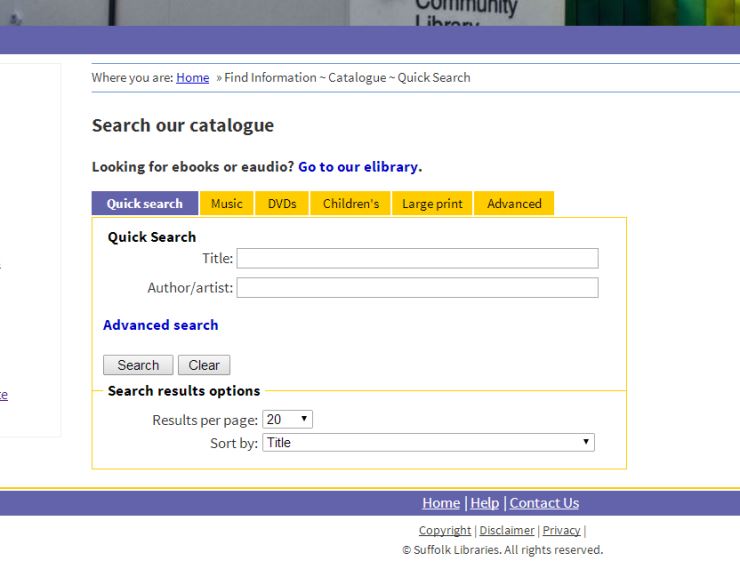 Community
Library
Where you are: Home » Find Information ~ Catalogue ~ Quick Search
Search our catalogue
Looking for ebooks or eaudio? Go to our elibrary.
Quick search Music DVDs Children's Large print Advanced
Quick Search
Title:
Author/artist:
Advanced search
Search Clear
Search results options
Results per page: 20
Sort by: Title
Home | Help | Contact Us
Copyright | Disclaimer | Privacy |
© Suffolk Libraries. All rights reserved.